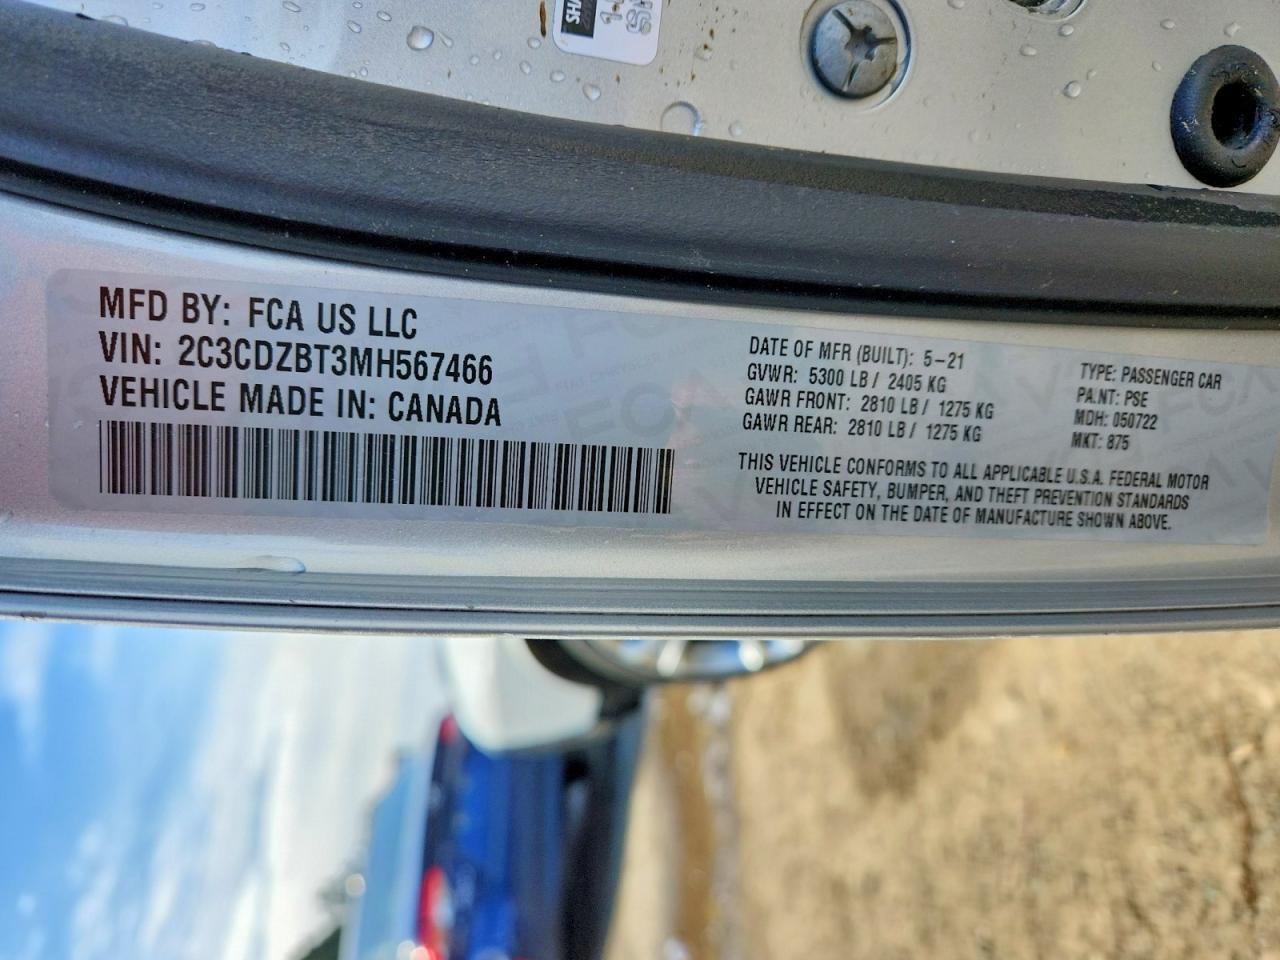 MFD BY: FCA US LLC
VIN: 2C3CDZBT3MH567466
VEHICLE MADE IN: CANADA
DATE OF MFR (BUILT): 5-21
GVWR: 5300 LB / 2405 KG
GAWR FRONT: 2810 LB / 1275 KG
GAWR REAR: 2810 LB / 1275 KG
TYPE: PASSENGER CAR
PAINT: PSE
MDH: 050722
MKT: 875
THIS VEHICLE CONFORMS TO ALL APPLICABLE U.S.A. FEDERAL MOTOR
VEHICLE SAFETY, BUMPER, AND THEFT PREVENTION STANDARDS
IN EFFECT ON THE DATE OF MANUFACTURE SHOWN ABOVE.